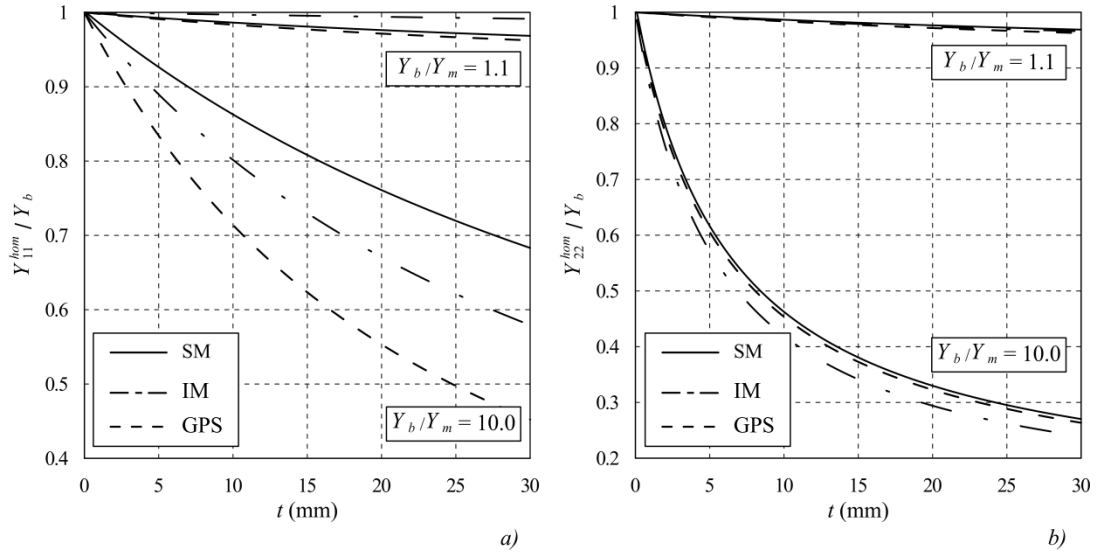 1
0.9
0.8
0.7
0.6
0.5
0.4
Y₁₁ʰᵒᵐ / Y_b
Y_b/Y_m = 1.1
SM
IM
GPS
Y_b/Y_m = 10.0
0 5 10 15 20 25 30
t (mm)
a)
1
0.9
0.8
0.7
0.6
0.5
0.4
0.3
0.2
Y₂₂ʰᵒᵐ / Y_b
Y_b/Y_m = 1.1
Y_b/Y_m = 10.0
SM
IM
GPS
0 5 10 15 20 25 30
t (mm)
b)